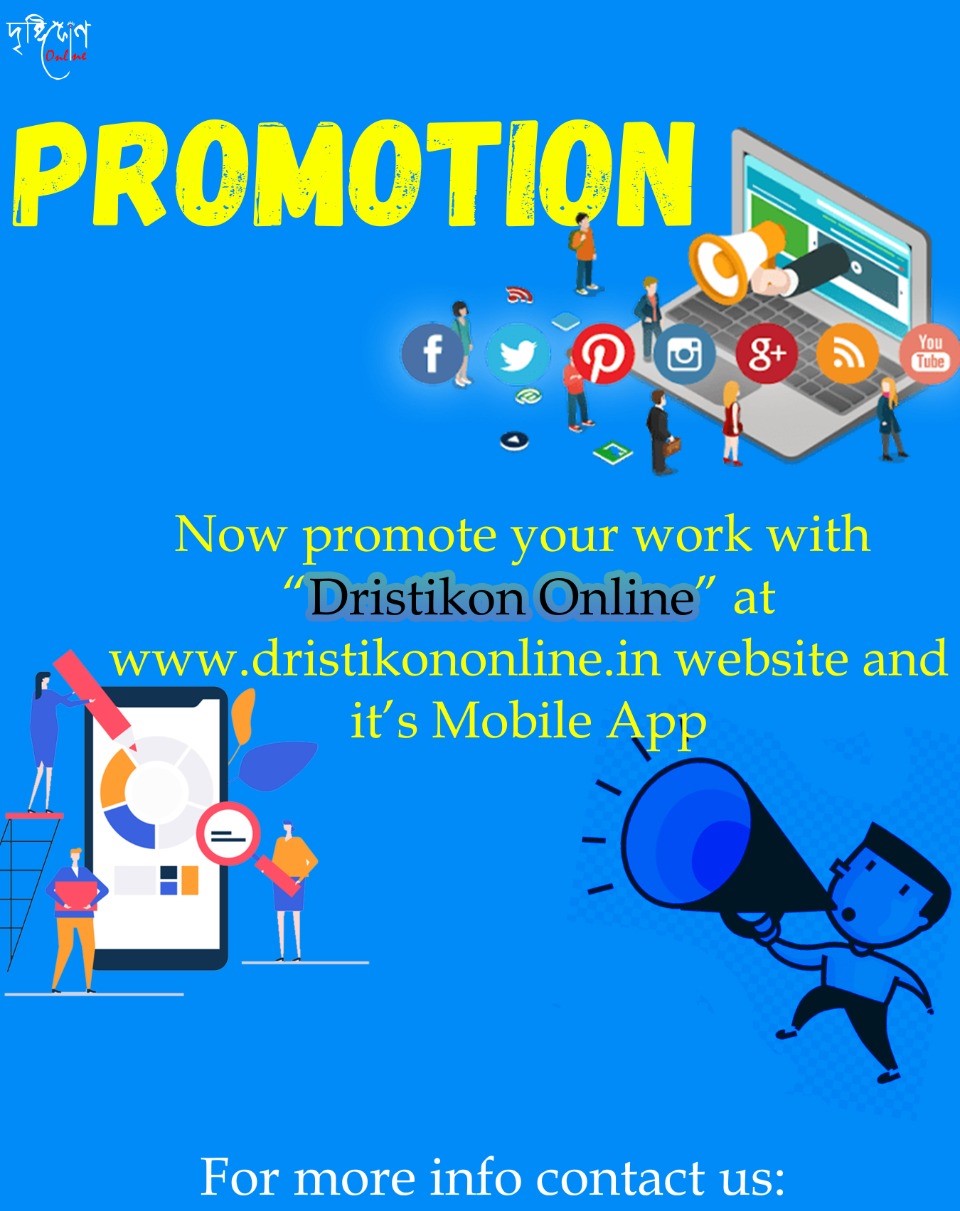 দৃষ্টিকোণ
Online
PROMOTION
f
g+
You
Tube
Now promote your work with
“Dristikon Online” at
www.dristikononline.in website and
it’s Mobile App
For more info contact us: